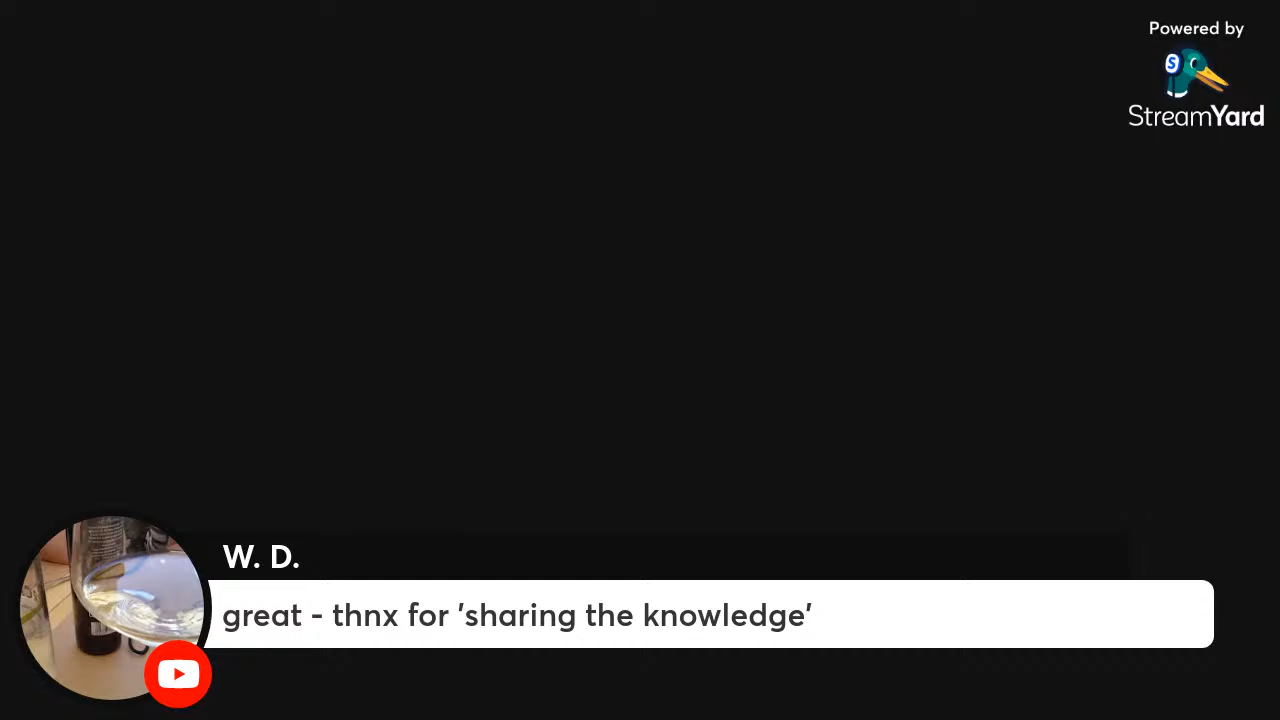 Powered by
S
StreamYard
W. D.
great - thnx for 'sharing the knowledge'